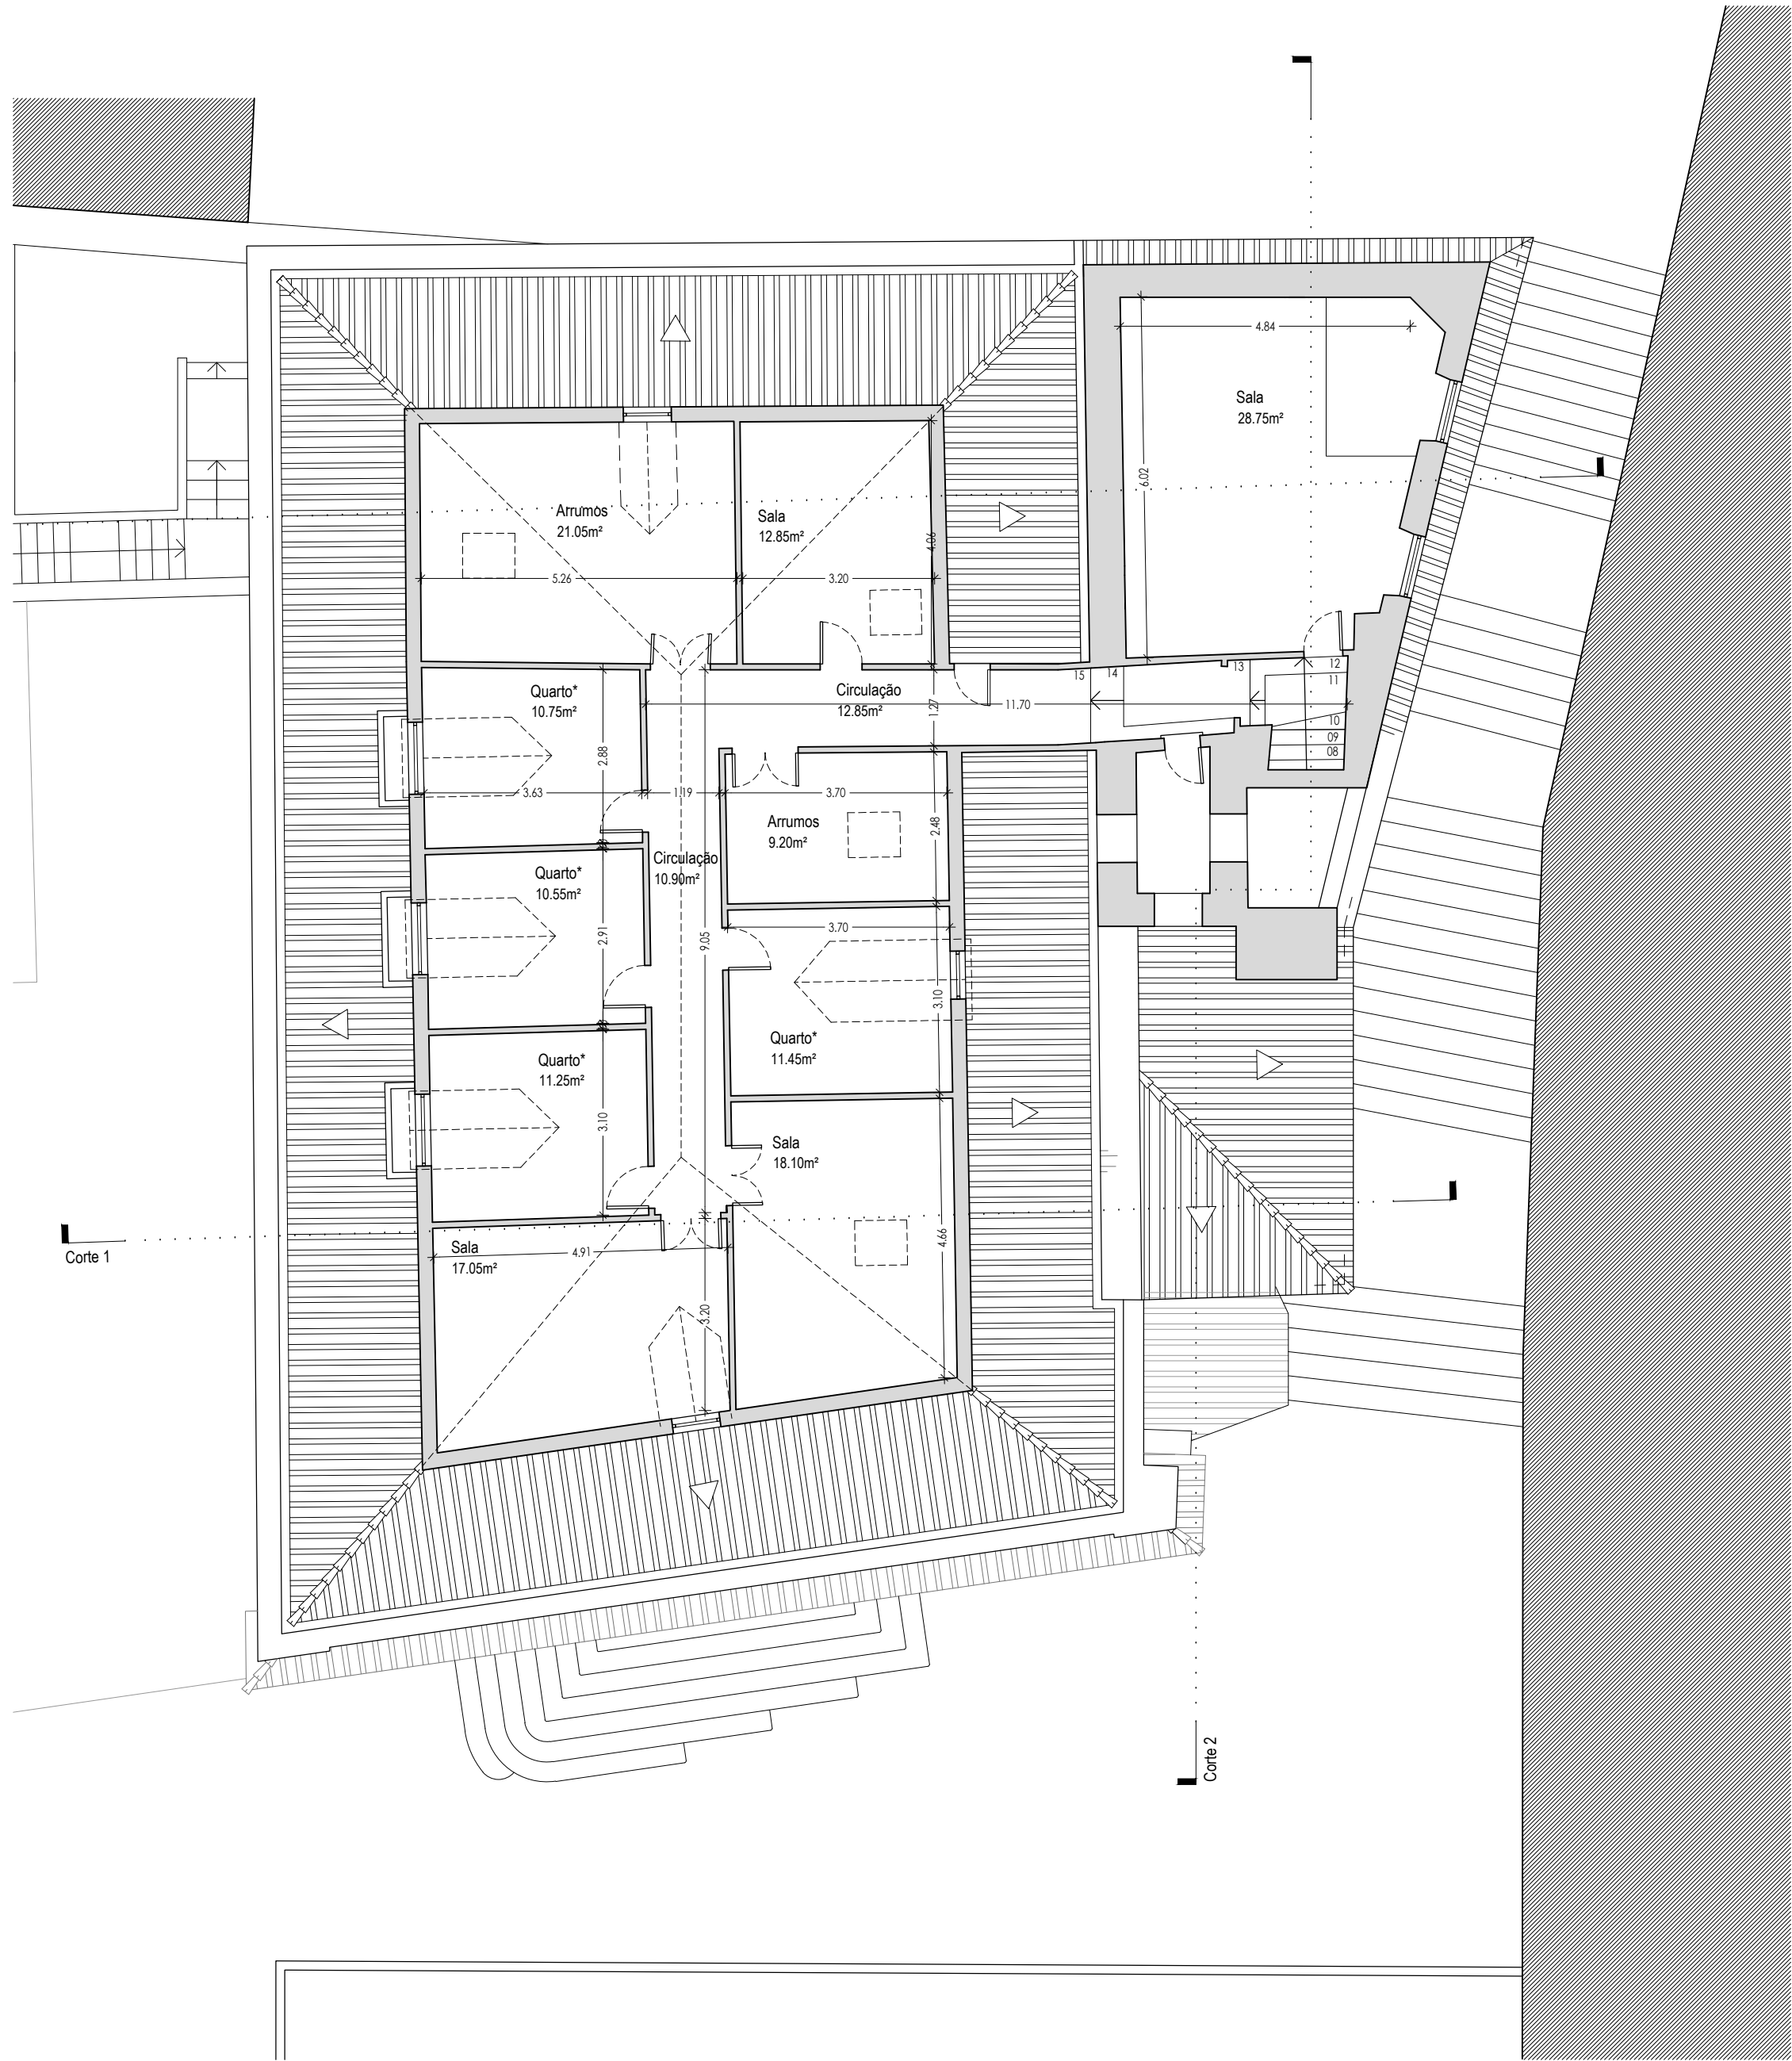 4.84
Sala
28.75m²
6.02
Arrumos
21.05m²
Sala
12.85m²
4.06
5.26
3.20
Quarto*
10.75m²
Circulação
12.85m²
11.70
1.27
15
14
13
12
11
10
09
08
2.88
3.63
1.19
3.70
Arrumos
9.20m²
2.48
Circulação
10.90m²
Quarto*
10.55m²
2.91
9.05
3.70
3.10
Quarto*
11.45m²
Quarto*
11.25m²
3.10
Sala
18.10m²
4.66
Sala
17.05m²
4.91
3.20
Corte 1
Corte 2